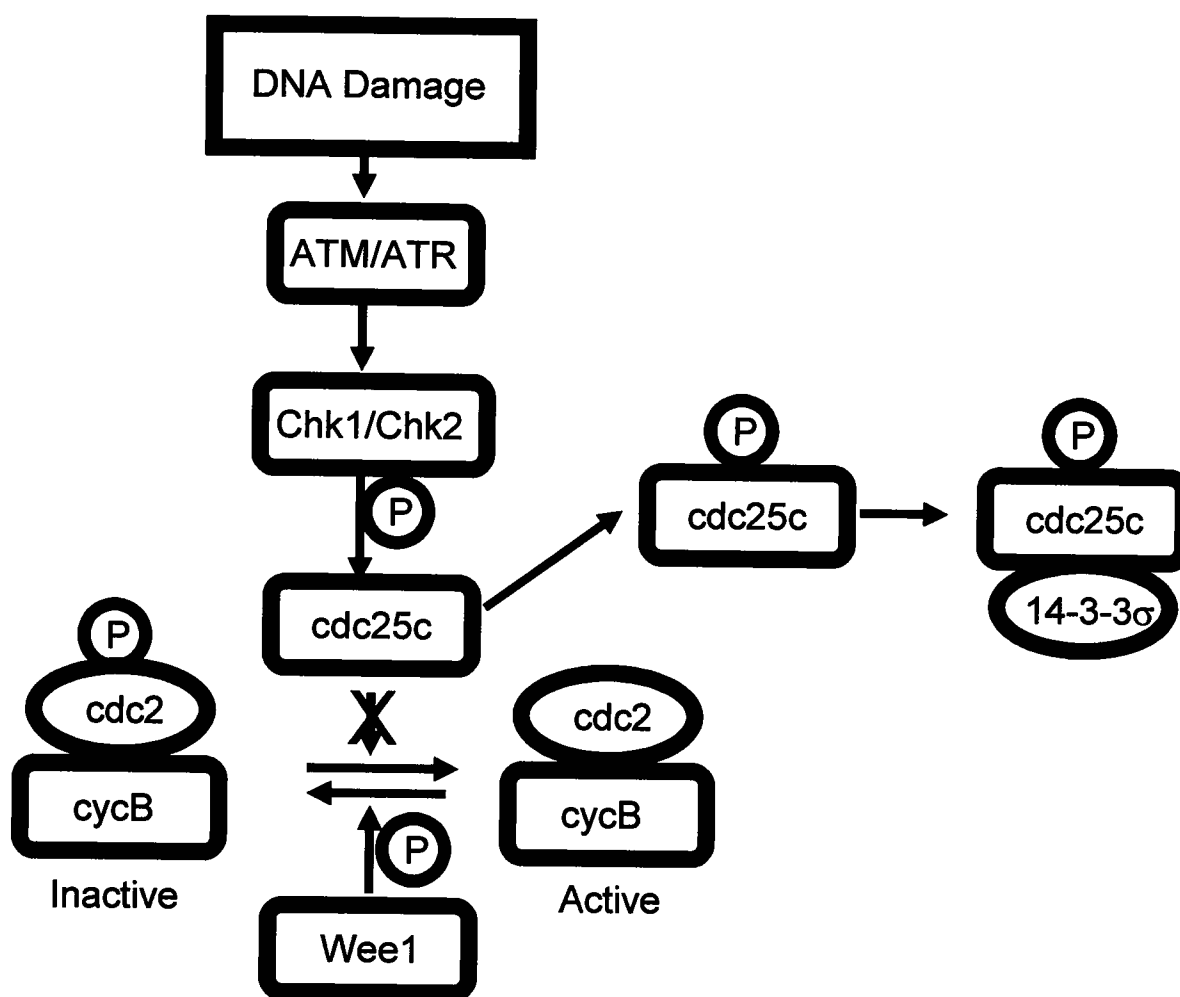 DNA Damage
ATM/ATR
Chk1/Chk2
P
P
P
cdc25c
cdc25c
14-3-3σ
cdc25c
P
cdc2
cycB
Inactive
cdc2
cycB
Active
P
Wee1